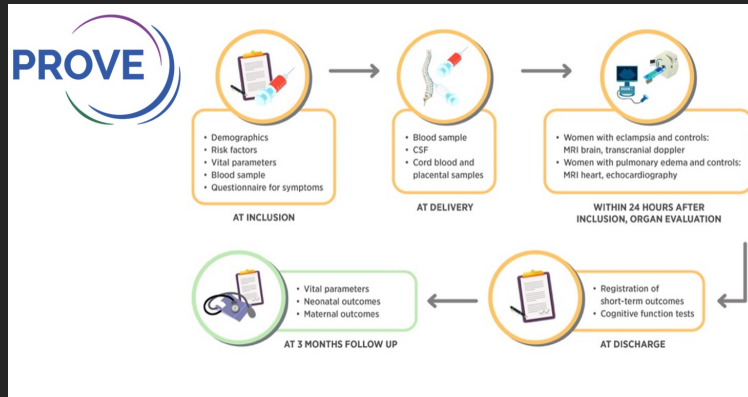 PROVE
• Demographics
• Risk factors
• Vital parameters
• Blood sample
• Questionnaire for symptoms
AT INCLUSION
• Blood sample
• CSF
• Cord blood and
placental samples
AT DELIVERY
• Women with eclampsia and controls:
MRI brain, transcranial doppler
• Women with pulmonary edema and controls:
MRI heart, echocardiography
WITHIN 24 HOURS AFTER
INCLUSION, ORGAN EVALUATION
• Registration of
short-term outcomes
• Cognitive function tests
AT DISCHARGE
• Vital parameters
• Neonatal outcomes
• Maternal outcomes
AT 3 MONTHS FOLLOW UP